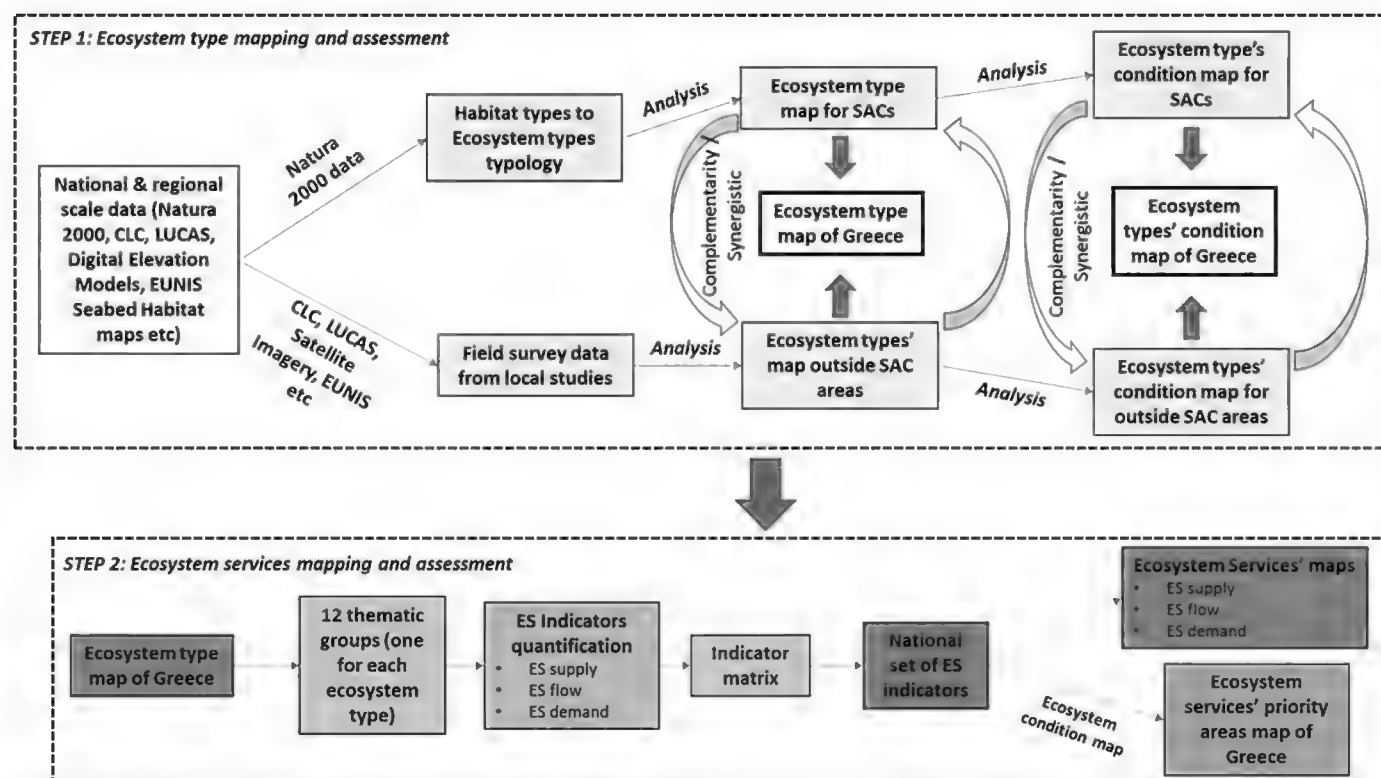 STEP 1: Ecosystem type mapping and assessment
National & regional
scale data (Natura
2000, CLC, LUCAS,
Digital Elevation
Models, EUNIS
Seabed Habitat
maps etc)
Natura
2000 data
Habitat types to
Ecosystem types
typology
Analysis
Ecosystem type
map for SACs
Analysis
Ecosystem type's
condition map for
SACs
Complementarity /
Synergistic
Ecosystem type
map of Greece
Complementarity /
Synergistic
Ecosystem
types' condition
map of Greece
CLC, LUCAS,
Satellite
Imagery, EUNIS
etc
Field survey data
from local studies
Analysis
Ecosystem types'
map outside SAC
areas
Analysis
Ecosystem types'
condition map for
outside SAC areas
STEP 2: Ecosystem services mapping and assessment
Ecosystem type
map of Greece
12 thematic
groups (one
for each
ecosystem
type)
ES Indicators
quantification
• ES supply
• ES flow
• ES demand
Indicator
matrix
National
set of ES
indicators
Ecosystem Services' maps
• ES supply
• ES flow
• ES demand
Ecosystem
condition map
Ecosystem
services' priority
areas map of
Greece